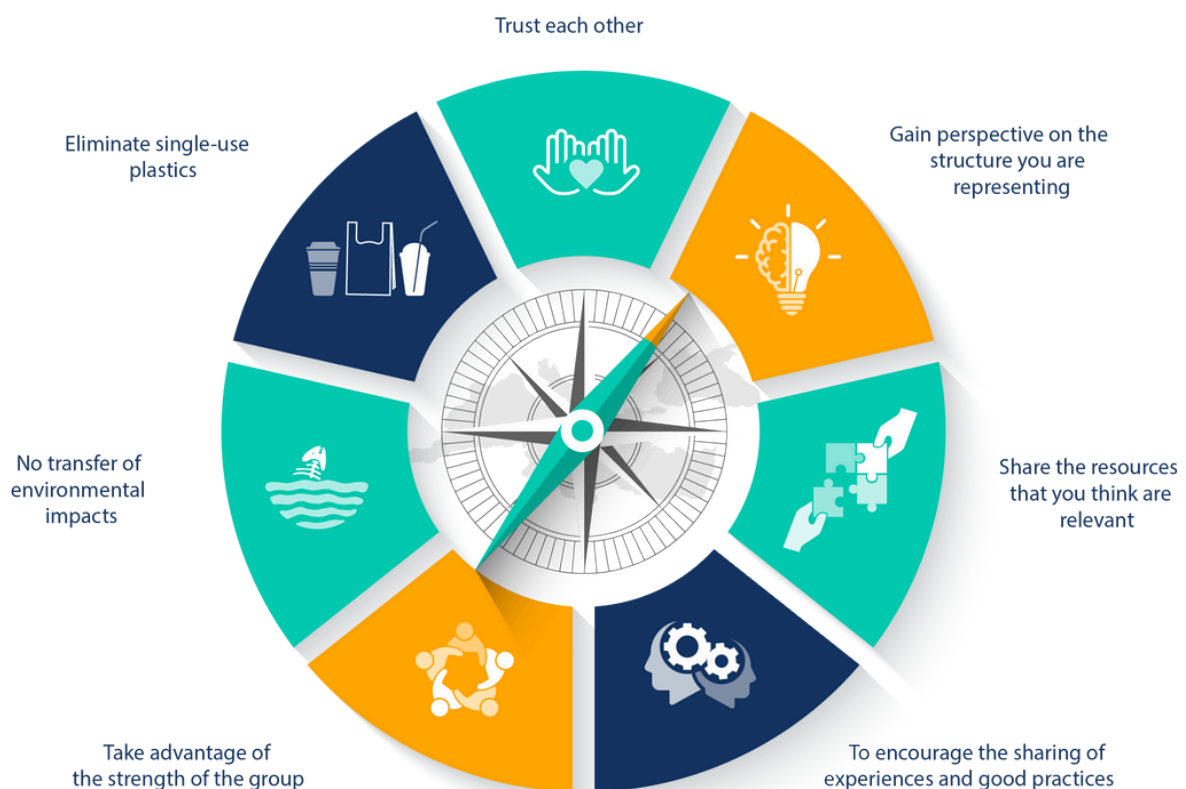 Trust each other
Gain perspective on the
structure you are
representing
Share the resources
that you think are
relevant
To encourage the sharing of
experiences and good practices
Take advantage of
the strength of the group
No transfer of
environmental
impacts
Eliminate single-use
plastics